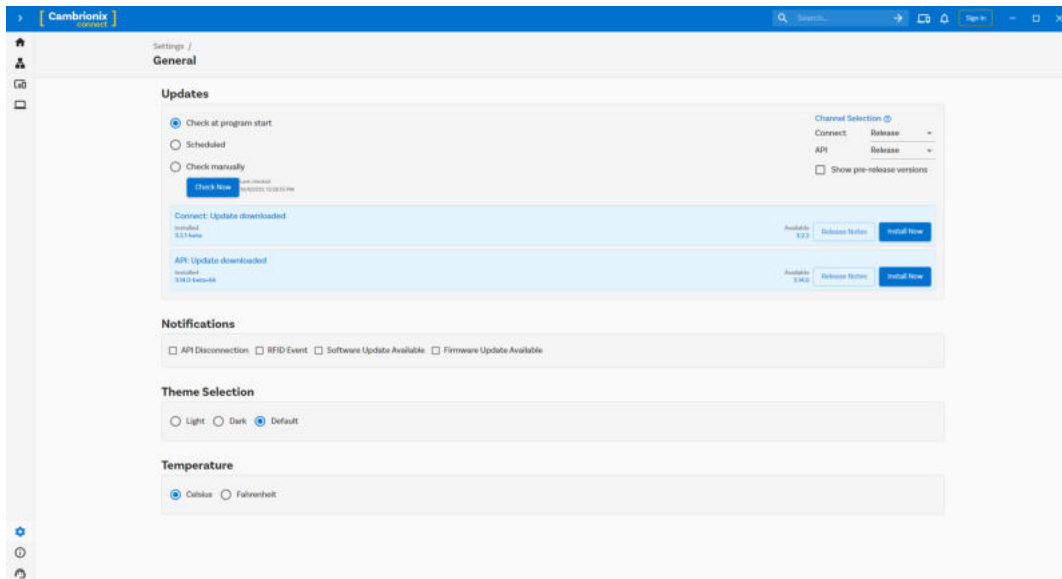 [ Cambrionix connect ]
Search...
Sign In
Settings /
General
Updates
Check at program start
Scheduled
Check manually
Check Now
Last checked
Channel Selection
Connect Release
API Release
Show pre-release versions
Connect: Update downloaded
Installed
Available
Release Notes
Install Now
API: Update downloaded
Installed
Available
Release Notes
Install Now
Notifications
API Disconnection
RFID Event
Software Update Available
Firmware Update Available
Theme Selection
Light
Dark
Default
Temperature
Celsius
Fahrenheit